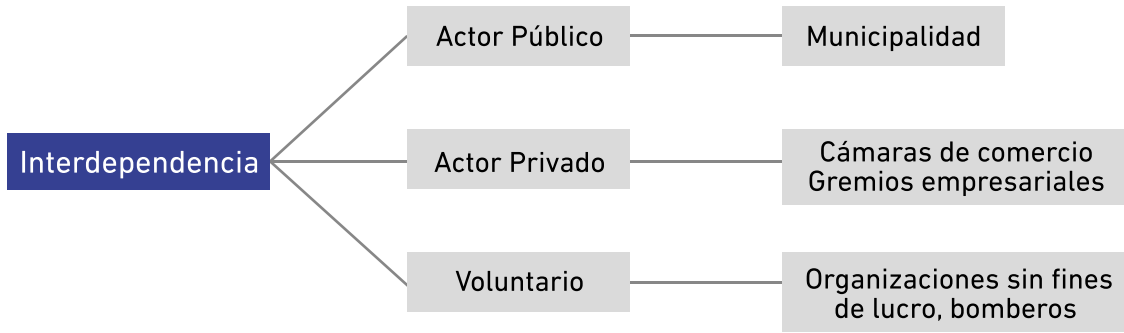 Interdependencia
Actor Público
Municipalidad
Actor Privado
Cámaras de comercio
Gremios empresariales
Voluntario
Organizaciones sin fines
de lucro, bomberos